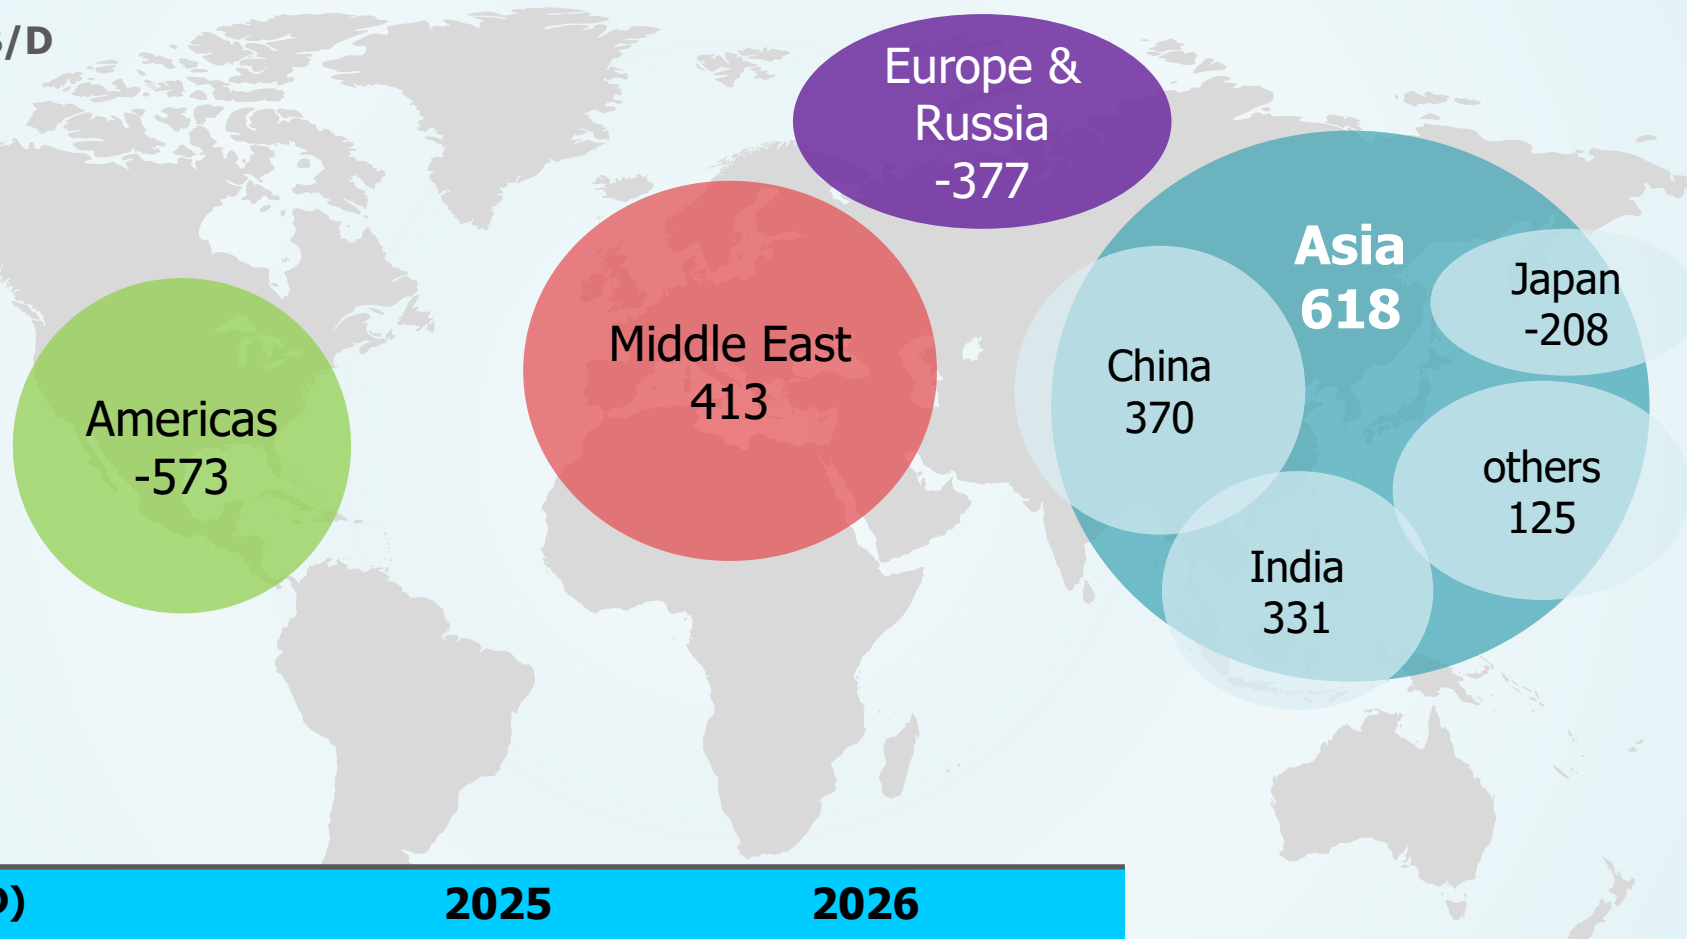 /D
Europe &
Russia
-377
Asia
618
Japan
-208
Middle East
413
China
370
Americas
-573
others
125
India
331
)
2025
2026